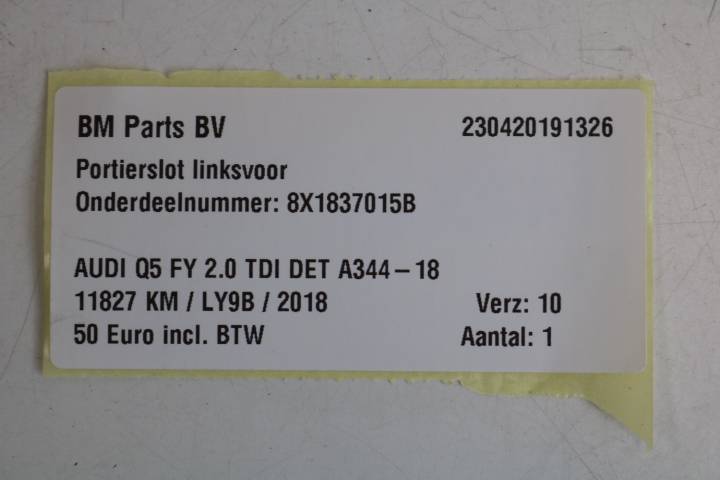 BM Parts BV 230420191326
Portierslot linksvoor
Onderdeelnummer: 8X1837015B
AUDI Q5 FY 2.0 TDI DET A344-18
11827 KM / LY9B / 2018 Verz: 10
50 Euro incl. BTW Aantal: 1